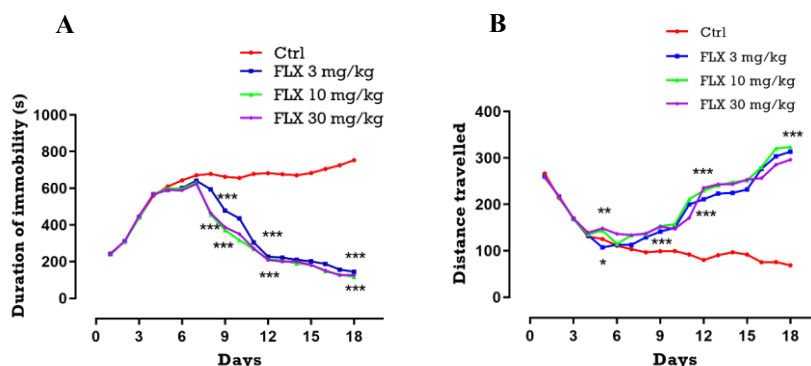 A
Ctrl
FLX 3 mg/kg
FLX 10 mg/kg
FLX 30 mg/kg
Duration of immobility (s)
1000
800
600
400
200
0
***
***
***
***
***
***
***
0 3 6 9 12 15 18
Days
B
Ctrl
FLX 3 mg/kg
FLX 10 mg/kg
FLX 30 mg/kg
Distance travelled
400
300
200
100
0
***
***
**
***
***
*
0 3 6 9 12 15 18
Days